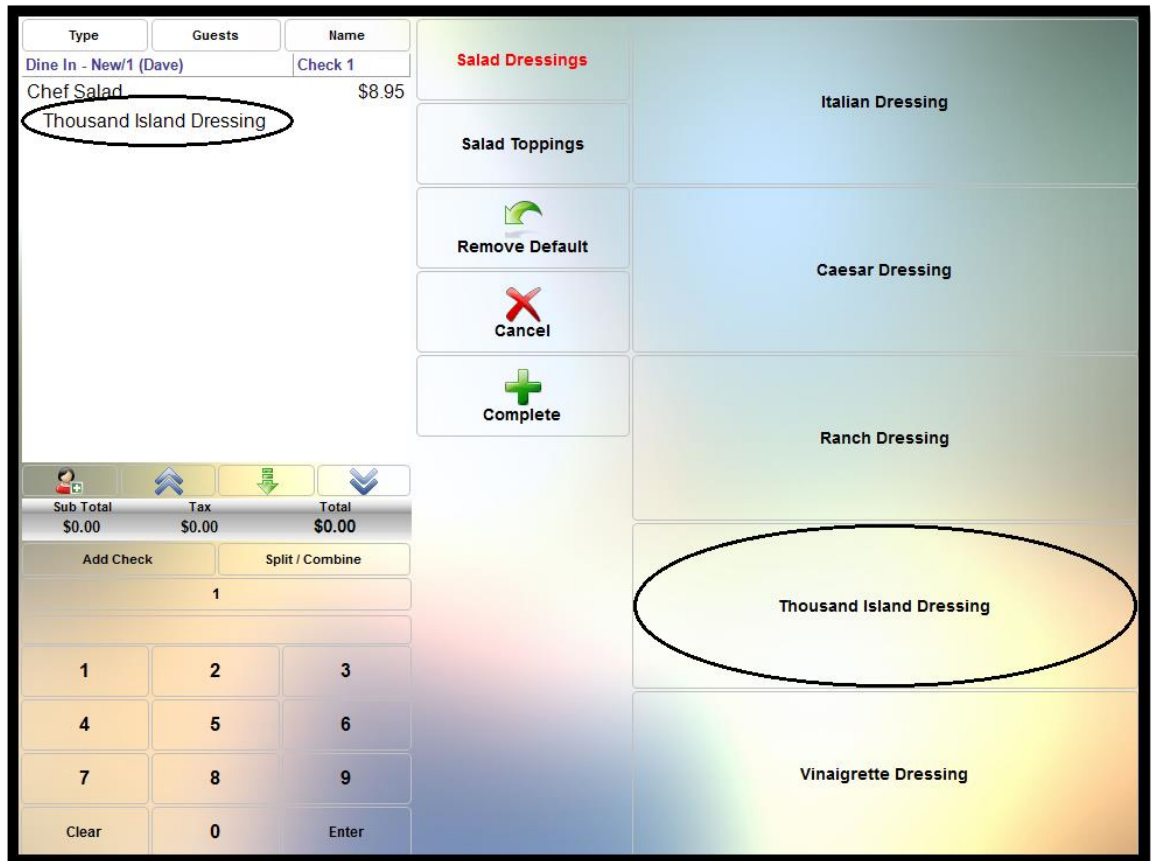 Type Guests Name
Dine In - New/1 (Dave) Check 1
Chef Salad $8.95
Thousand Island Dressing
Sub Total Tax Total
$0.00 $0.00 $0.00
Add Check Split / Combine
1
1 2 3
4 5 6
7 8 9
Clear 0 Enter
Salad Dressings
Salad Toppings
Remove Default
Cancel
Complete
Italian Dressing
Caesar Dressing
Ranch Dressing
Thousand Island Dressing
Vinaigrette Dressing